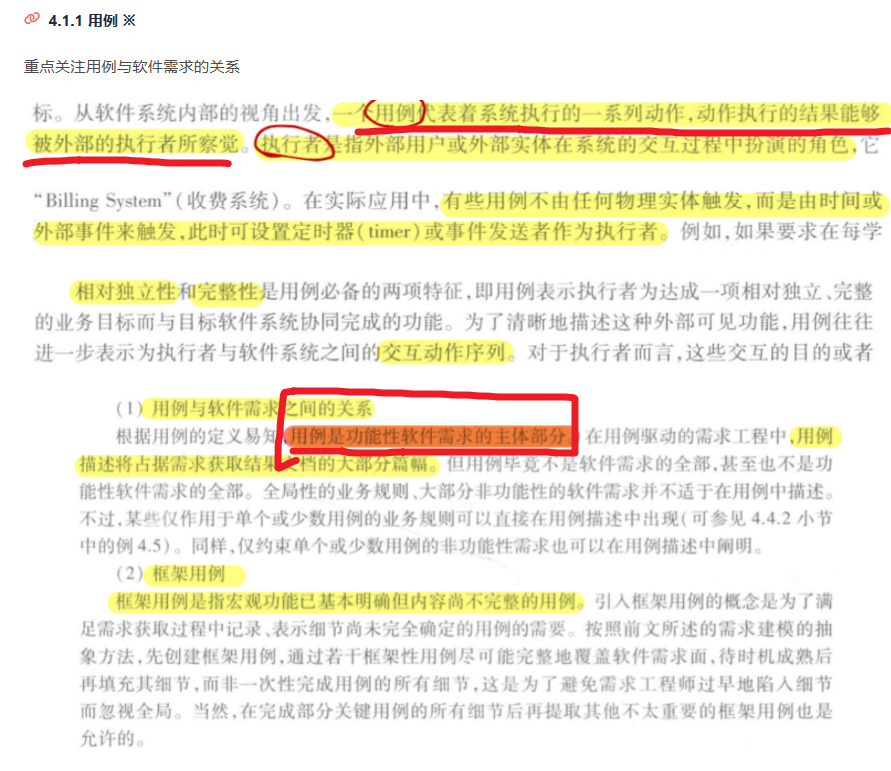 4.1.1 用例 ※
重点关注用例与软件需求的关系
标。从软件系统内部的视角出发,一个用例代表着系统执行的一系列动作,动作执行的结果能够
被外部的执行者所察觉。执行者是指外部用户或外部实体在系统的交互过程中扮演的角色,它
“Billing System”(收费系统)。在实际应用中,有些用例不由任何物理实体触发,而是由时间或
外部事件来触发,此时可设置定时器(timer)或事件发送者作为执行者。例如,如果要求在每学
相对独立性和完整性是用例必备的两项特征,即用例表示执行者为达成一项相对独立、完整
的业务目标而与目标软件系统协同完成的功能。为了清晰地描述这种外部可见功能,用例往往
进一步表示为执行者与软件系统之间的交互动作序列。对于执行者而言,这些交互的目的或者
(1) 用例与软件需求之间的关系
根据用例的定义易知,用例是功能性软件需求的主体部分。在用例驱动的需求工程中,用例
描述将占据需求获取结果文档的大部分篇幅。但用例毕竟不是软件需求的全部,甚至也不是功
能性软件需求的全部。全局性的业务规则、大部分非功能性的软件需求并不适于在用例中描述。
不过,某些仅作用于单个或少数用例的业务规则可以直接在用例描述中出现(可参见 4.4.2 小节
中的例 4.5)。同样,仅约束单个或少数用例的非功能性需求也可以在用例描述中阐明。
(2) 框架用例
框架用例是指宏观功能已基本明确但内容尚不完整的用例。引入框架用例的概念是为了满
足需求获取过程中记录、表示细节尚未完全确定的用例的需要。按照前文所述的需求建模的抽
象方法,先创建框架用例,通过若干框架性用例尽可能完整地覆盖软件需求面,待时机成熟后
再填充其细节,而非一次性完成用例的所有细节,这是为了避免需求工程师过早地陷入细节
而忽视全局。当然,在完成部分关键用例的所有细节后再提取其他不太重要的框架用例也是
允许的。